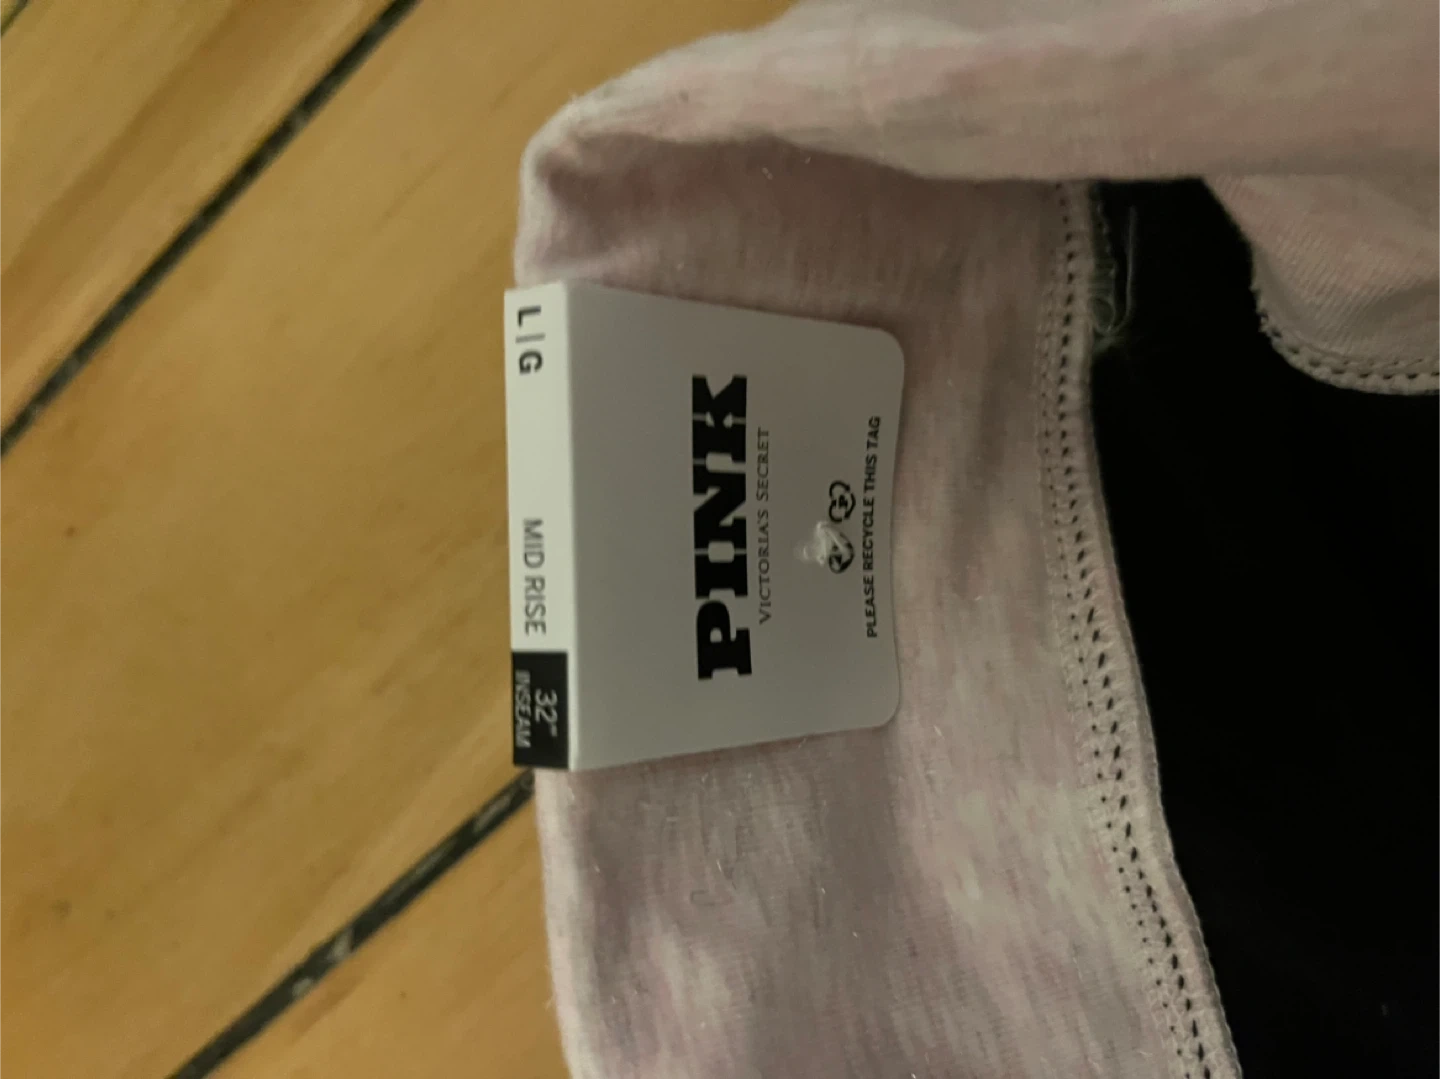 PINK
VICTORIA'S SECRET
PLEASE RECYCLE THIS TAG
L|G
MID RISE
32"
INSEAM